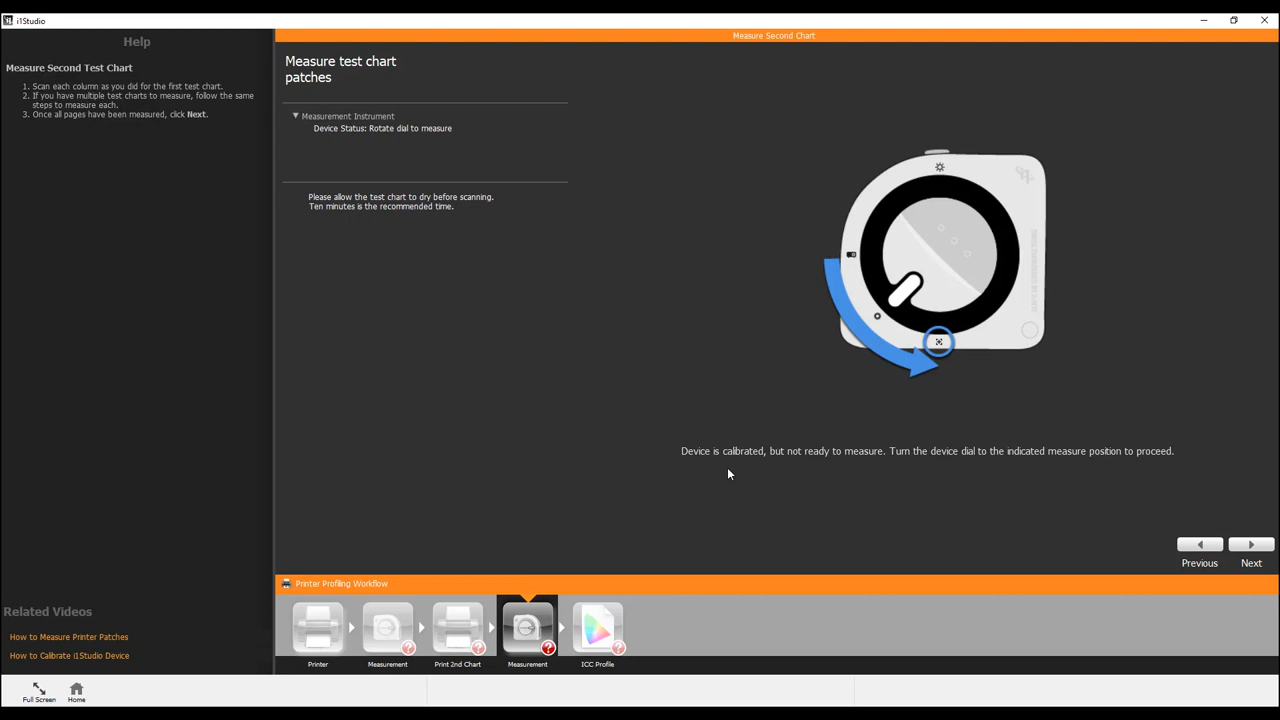 i1Studio
Help
Measure Second Test Chart
1. Scan each column as you did for the first test chart.
2. If you have multiple test charts to measure, follow the same
steps to measure each.
3. Once all pages have been measured, click Next.
Measure Second Chart
Measure test chart
patches
Measurement Instrument
Device Status: Rotate dial to measure
Please allow the test chart to dry before scanning.
Ten minutes is the recommended time.
Device is calibrated, but not ready to measure. Turn the device dial to the indicated measure position to proceed.
Previous
Next
Printer Profiling Workflow
Printer
Measurement
Print 2nd Chart
Measurement
ICC Profile
Related Videos
How to Measure Printer Patches
How to Calibrate i1Studio Device
Full Screen
Home